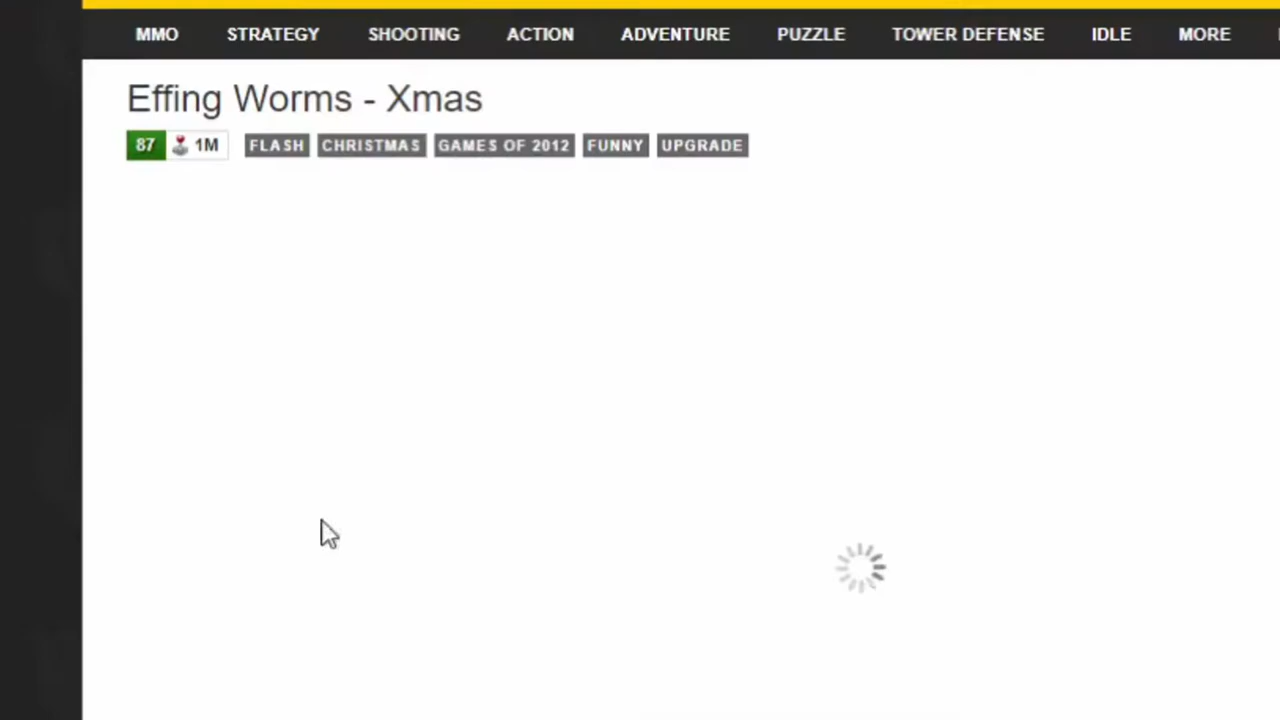 MMO STRATEGY SHOOTING ACTION ADVENTURE PUZZLE TOWER DEFENSE IDLE MORE
Effing Worms - Xmas
87 1M FLASH CHRISTMAS GAMES OF 2012 FUNNY UPGRADE